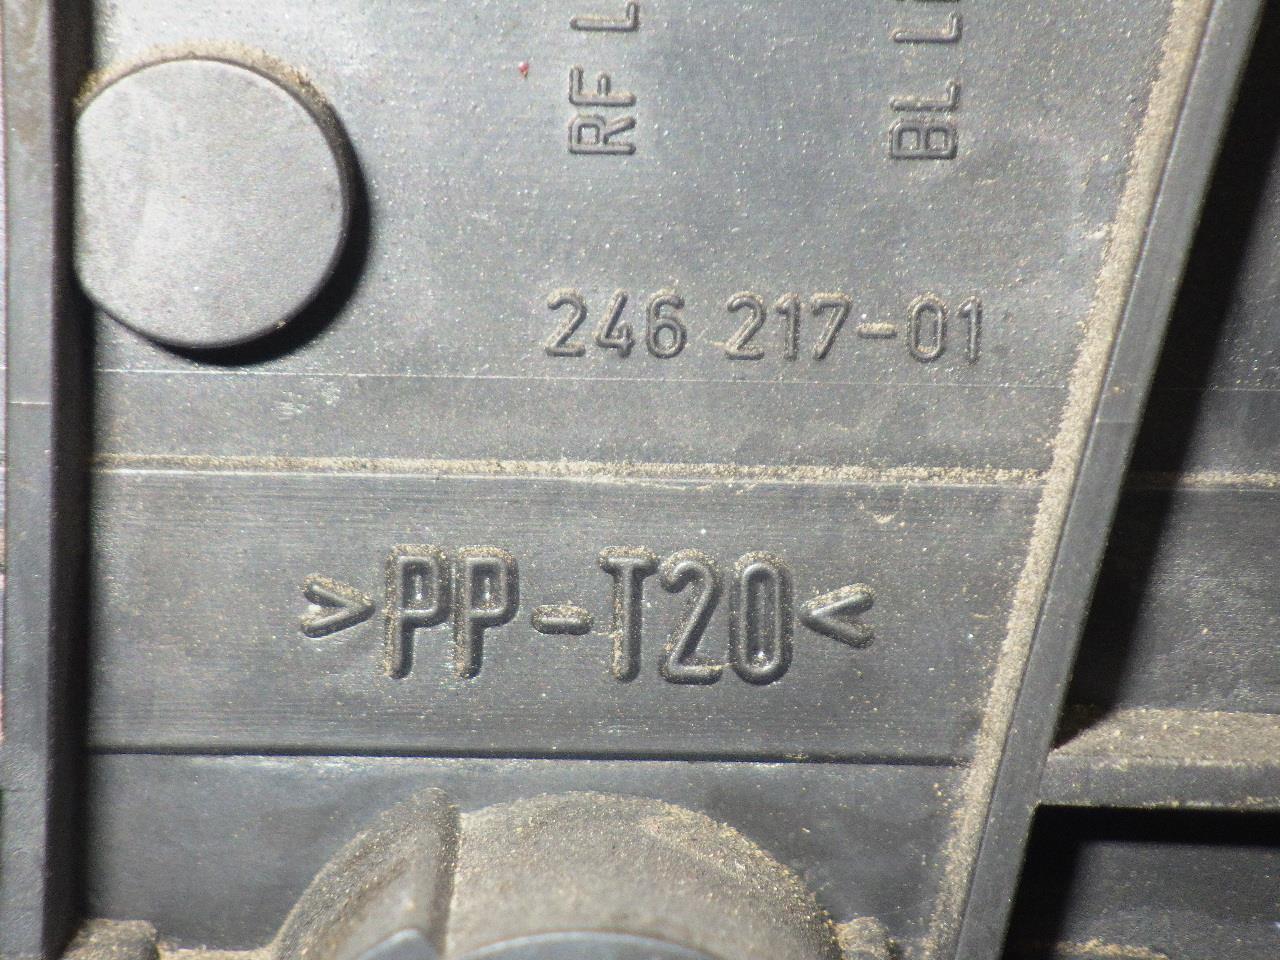 RF L
BL L
246 217-01
>PP-T20<